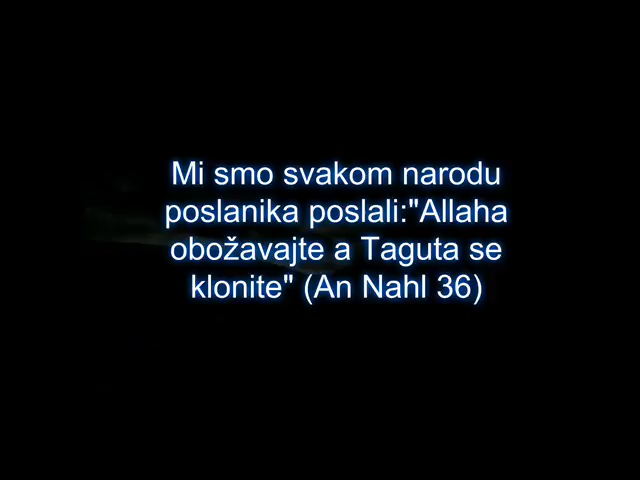 Mi smo svakom narodu
poslanika poslali:"Allaha
obožavajte a Taguta se
klonite" (An Nahl 36)